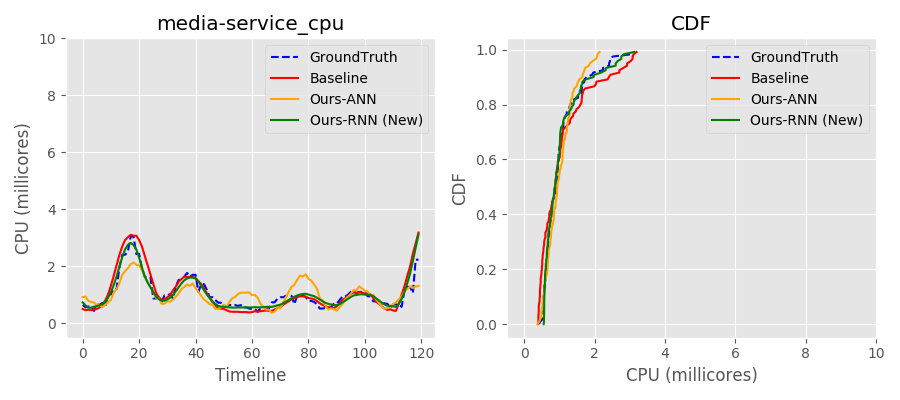 media-service_cpu
CPU (millicores)
10
8
6
4
2
0
0 20 40 60 80 100 120
Timeline
GroundTruth
Baseline
Ours-ANN
Ours-RNN (New)
CDF
CDF
1.0
0.8
0.6
0.4
0.2
0.0
0 2 4 6 8 10
CPU (millicores)
GroundTruth
Baseline
Ours-ANN
Ours-RNN (New)